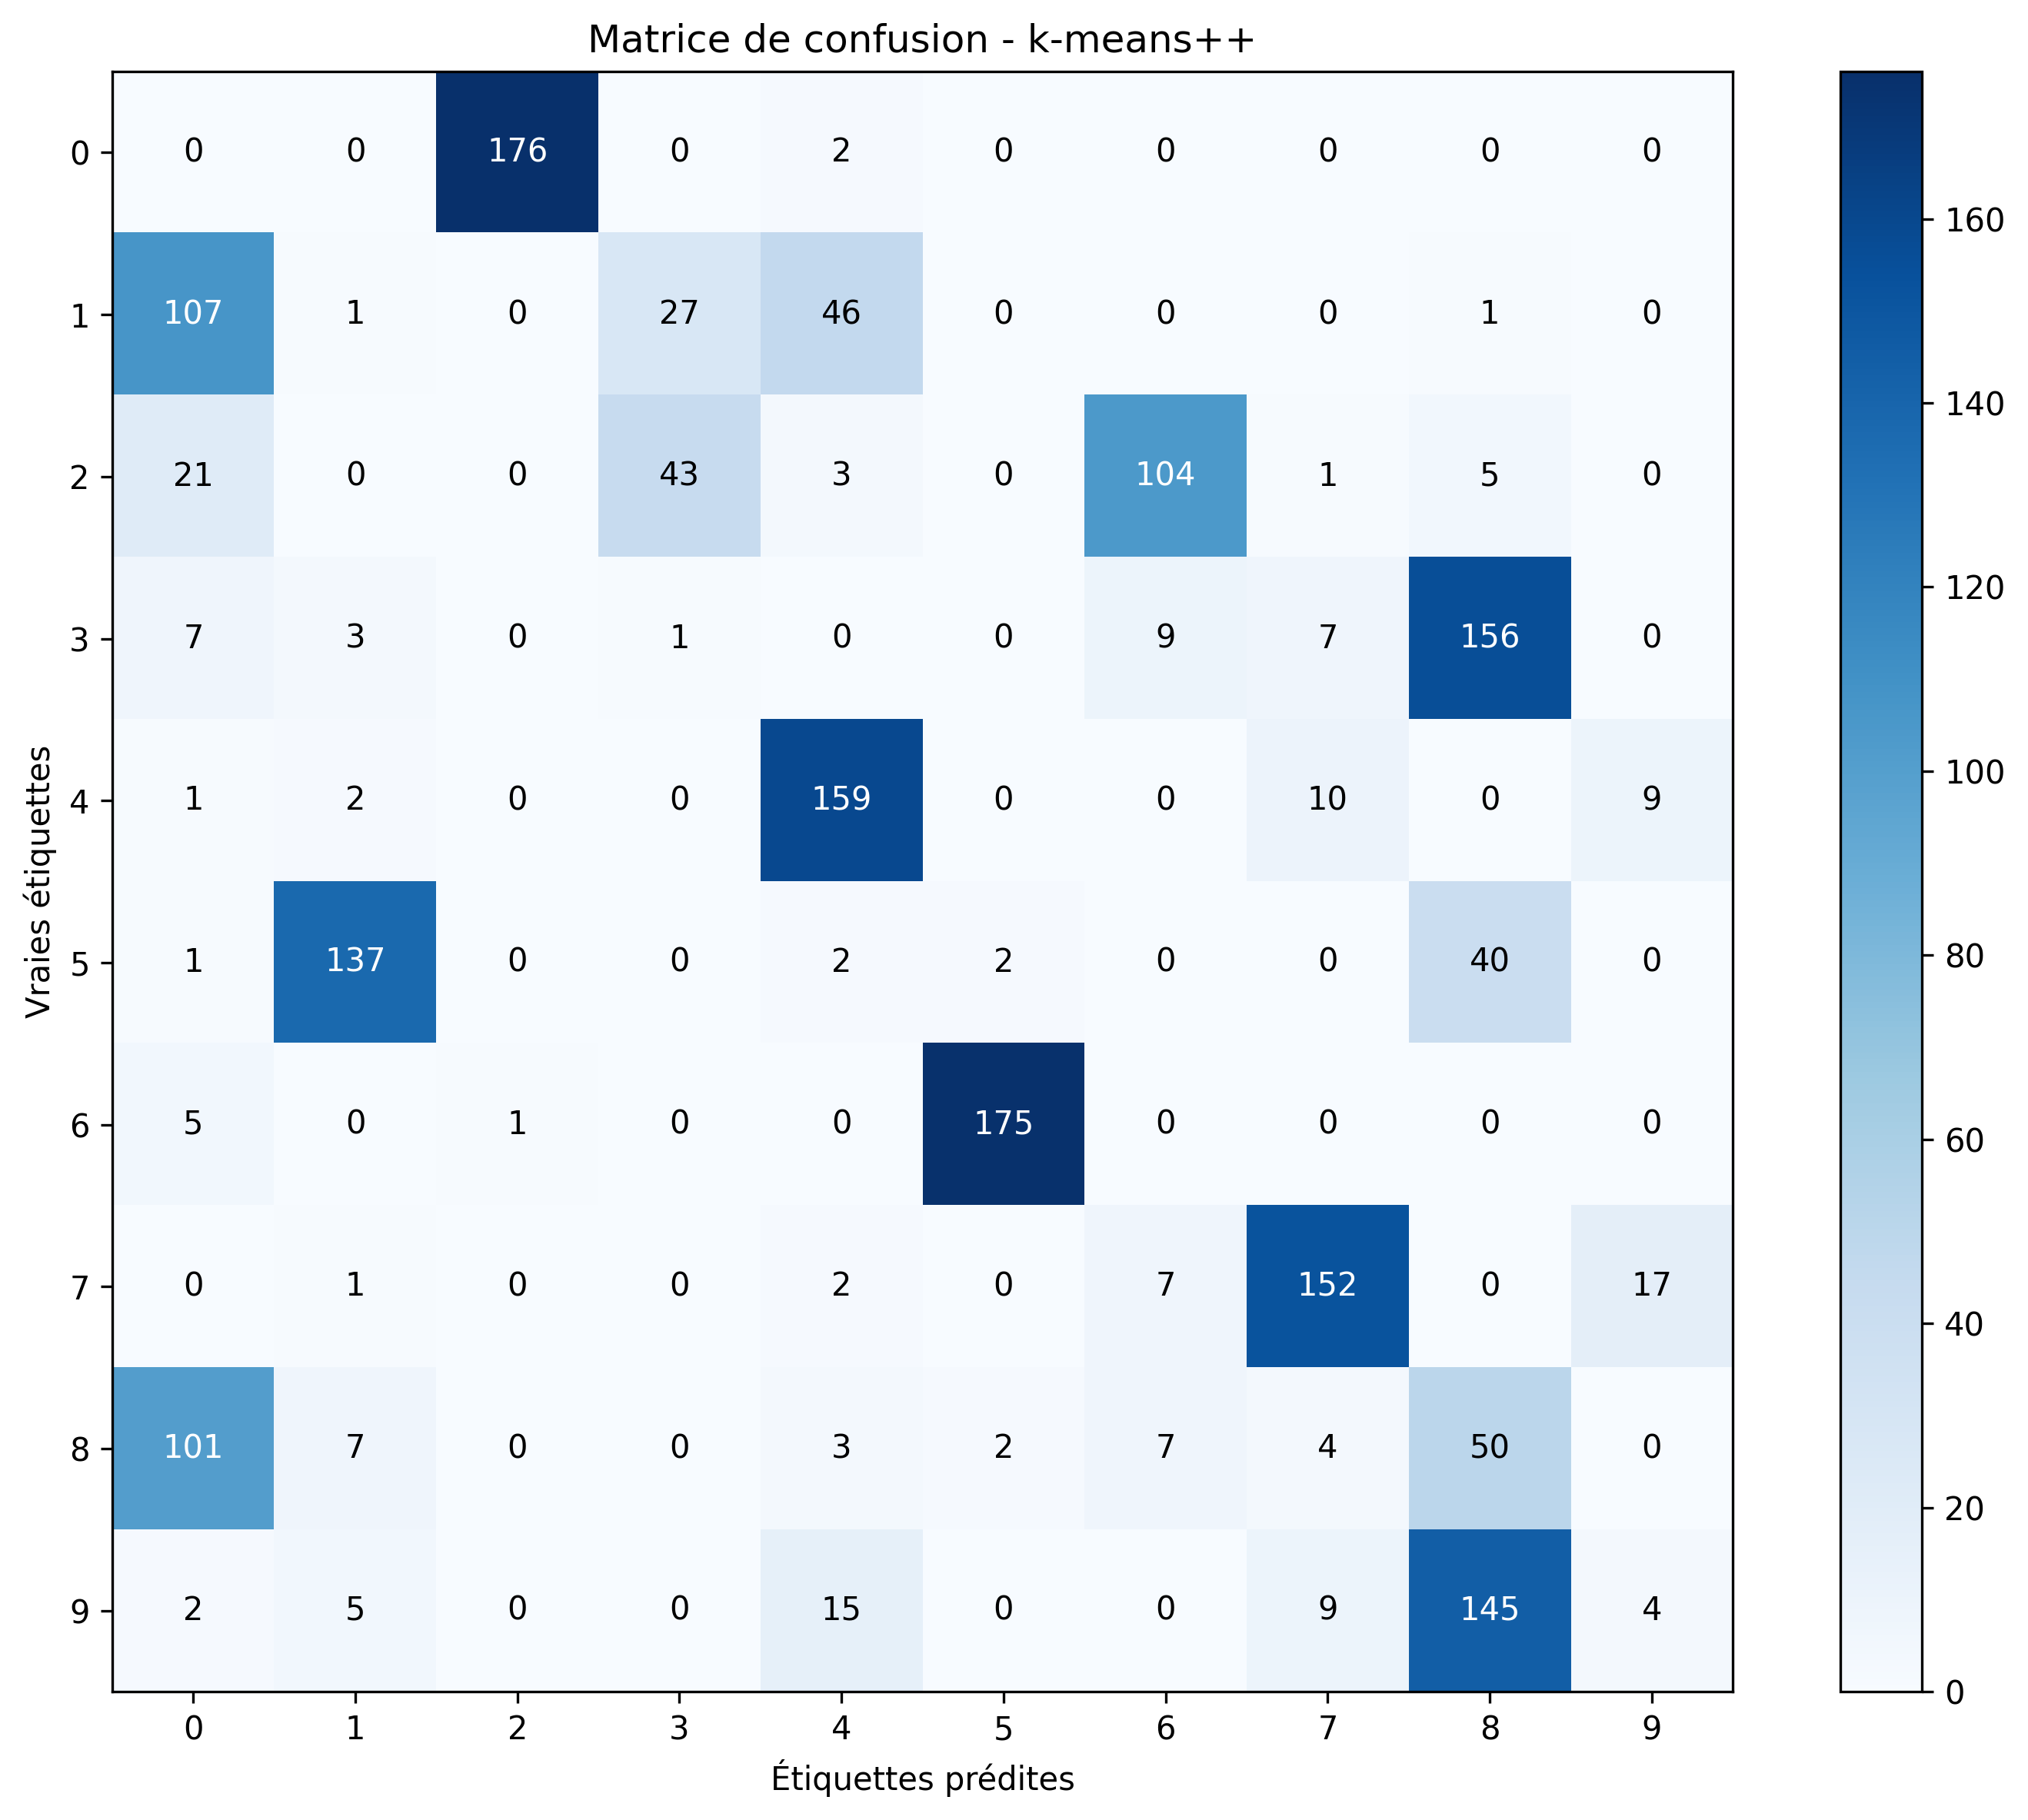 Matrice de confusion - k-means++
0 0 0 176 0 2 0 0 0 0 0
1 107 1 0 27 46 0 0 0 1 0
2 21 0 0 43 3 0 104 1 5 0
3 7 3 0 1 0 0 9 7 156 0
4 1 2 0 0 159 0 0 10 0 9
5 1 137 0 0 2 2 0 0 40 0
6 5 0 1 0 0 175 0 0 0 0
7 0 1 0 0 2 0 7 152 0 17
8 101 7 0 0 3 2 7 4 50 0
9 2 5 0 0 15 0 0 9 145 4
0 1 2 3 4 5 6 7 8 9
Étiquettes prédites
Vraies étiquettes
160
140
120
100
80
60
40
20
0